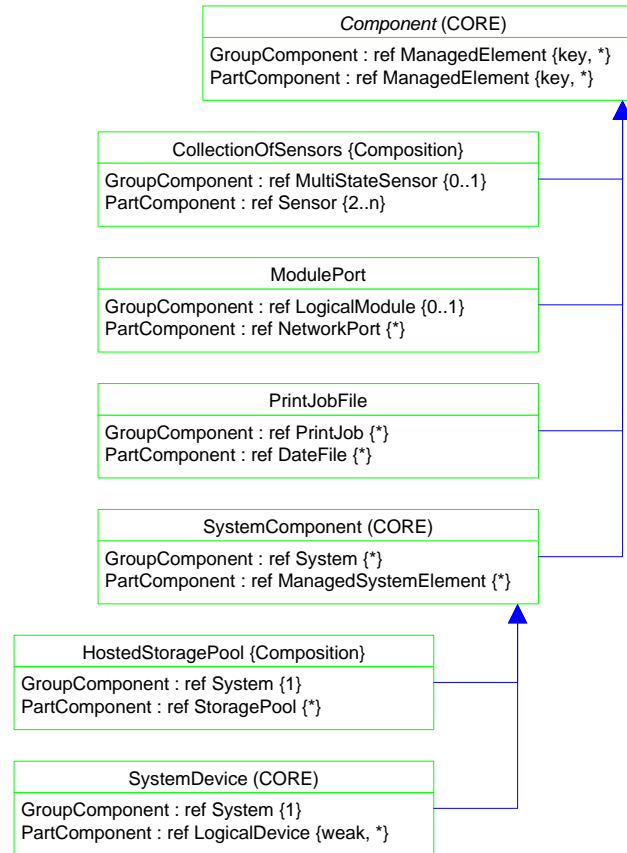 Component (CORE)
GroupComponent : ref ManagedElement {key, *}
PartComponent : ref ManagedElement {key, *}
CollectionOfSensors {Composition}
GroupComponent : ref MultiStateSensor {0..1}
PartComponent : ref Sensor {2..n}
ModulePort
GroupComponent : ref LogicalModule {0..1}
PartComponent : ref NetworkPort {*}
PrintJobFile
GroupComponent : ref PrintJob {*}
PartComponent : ref DateFile {*}
SystemComponent (CORE)
GroupComponent : ref System {*}
PartComponent : ref ManagedSystemElement {*}
HostedStoragePool {Composition}
GroupComponent : ref System {1}
PartComponent : ref StoragePool {*}
SystemDevice (CORE)
GroupComponent : ref System {1}
PartComponent : ref LogicalDevice {weak, *}